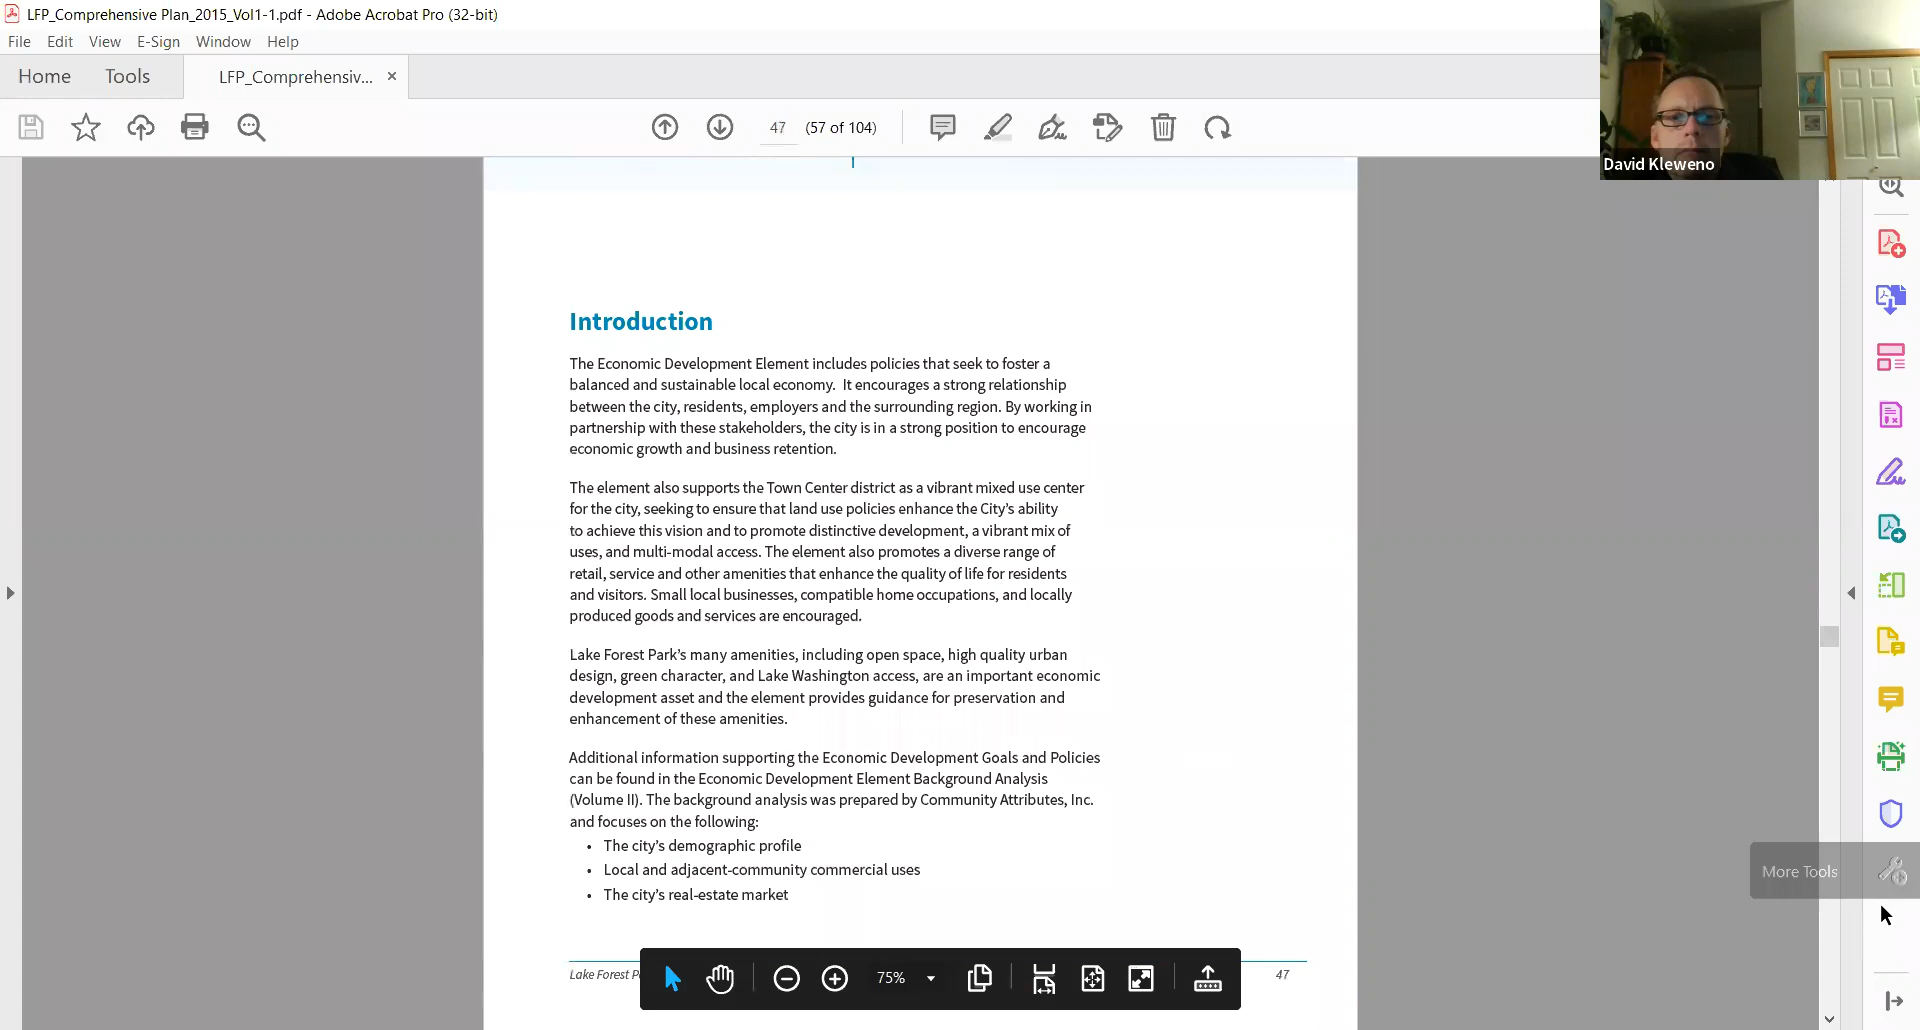 LFP_Comprehensive Plan_2015_Vol1-1.pdf - Adobe Acrobat Pro (32-bit)
File Edit View E-Sign Window Help
Home Tools LFP_Comprehensiv... ×
47 (57 of 104)
David Kleweno
Introduction
The Economic Development Element includes policies that seek to foster a
balanced and sustainable local economy. It encourages a strong relationship
between the city, residents, employers and the surrounding region. By working in
partnership with these stakeholders, the city is in a strong position to encourage
economic growth and business retention.
The element also supports the Town Center district as a vibrant mixed use center
for the city, seeking to ensure that land use policies enhance the City's ability
to achieve this vision and to promote distinctive development, a vibrant mix of
uses, and multi-modal access. The element also promotes a diverse range of
retail, service and other amenities that enhance the quality of life for residents
and visitors. Small local businesses, compatible home occupations, and locally
produced goods and services are encouraged.
Lake Forest Park's many amenities, including open space, high quality urban
design, green character, and Lake Washington access, are an important economic
development asset and the element provides guidance for preservation and
enhancement of these amenities.
Additional information supporting the Economic Development Goals and Policies
can be found in the Economic Development Element Background Analysis
(Volume II). The background analysis was prepared by Community Attributes, Inc.
and focuses on the following:
• The city's demographic profile
• Local and adjacent-community commercial uses
• The city's real-estate market
More Tools
Lake Forest
75%
47